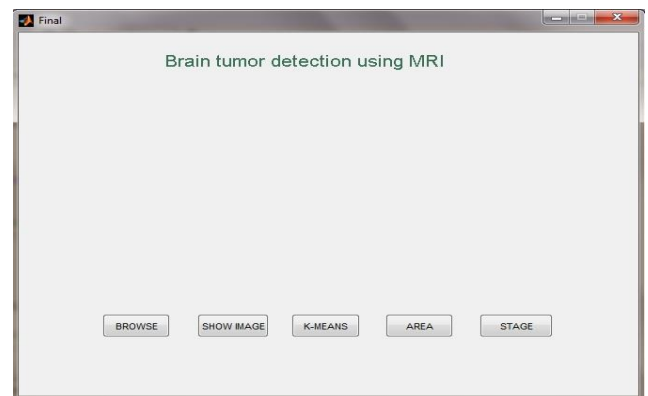 Final
Brain tumor detection using MRI
BROWSE SHOW IMAGE K-MEANS AREA STAGE